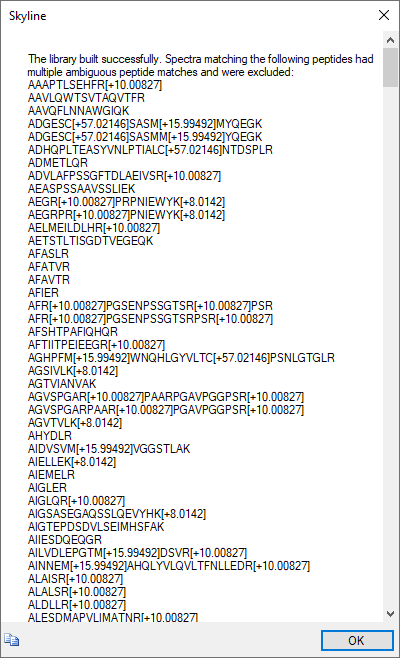 Skyline
The library built successfully. Spectra matching the following peptides had
multiple ambiguous peptide matches and were excluded:
AAAPTLSEHFR[+10.00827]
AAVLQWTSVTAQVTFR
AAVQFLNNAWGIQK
ADGESC[+57.02146]SASM[+15.99492]MYQEGK
ADGESC[+57.02146]SASMM[+15.99492]YQEGK
ADHQPLTEASYVNLPTIALC[+57.02146]NTDSPLR
ADMETLQR
ADVLAFPSSGFTDLAEIVSR[+10.00827]
AEASPSSAAVSSLIEK
AEGR[+10.00827]PRPNIEWYK[+8.0142]
AEGRPR[+10.00827]PNIEWYK[+8.0142]
AELMEILDLHR[+10.00827]
AETSTLTISGDTVEGEQK
AFASLR
AFATVR
AFAVTR
AFIER
AFR[+10.00827]PGSENPSSGTSR[+10.00827]PSR
AFR[+10.00827]PGSENPSSGTSRPSR[+10.00827]
AFSHTPAFIQHQR
AFTIITPEIEEGR[+10.00827]
AGHPFM[+15.99492]WNQHLGYVLTC[+57.02146]PSNLGTGLR
AGSIVLK[+8.0142]
AGTVIANVAK
AGVSPGAR[+10.00827]PAARPGAVPGGPSR[+10.00827]
AGVSPGARPAAR[+10.00827]PGAVPGGPSR[+10.00827]
AGVTVLK[+8.0142]
AHYDLR
AIDVSVM[+15.99492]VGGSTLAK
AIELLEK[+8.0142]
AIEMELR
AIGLER
AIGLQR[+10.00827]
AIGSASEGAQSSLQEVYHK[+8.0142]
AIGTEPDSDVLSEIMHSFAK
AIIESDQEQGR
AILVDLEPGTM[+15.99492]DSVR[+10.00827]
AINNEM[+15.99492]AHQLYVLQVLTFNLLEDR[+10.00827]
ALAISR[+10.00827]
ALALSR[+10.00827]
ALDLLR[+10.00827]
ALESDMAPVLIMATNR[+10.00827]
OK